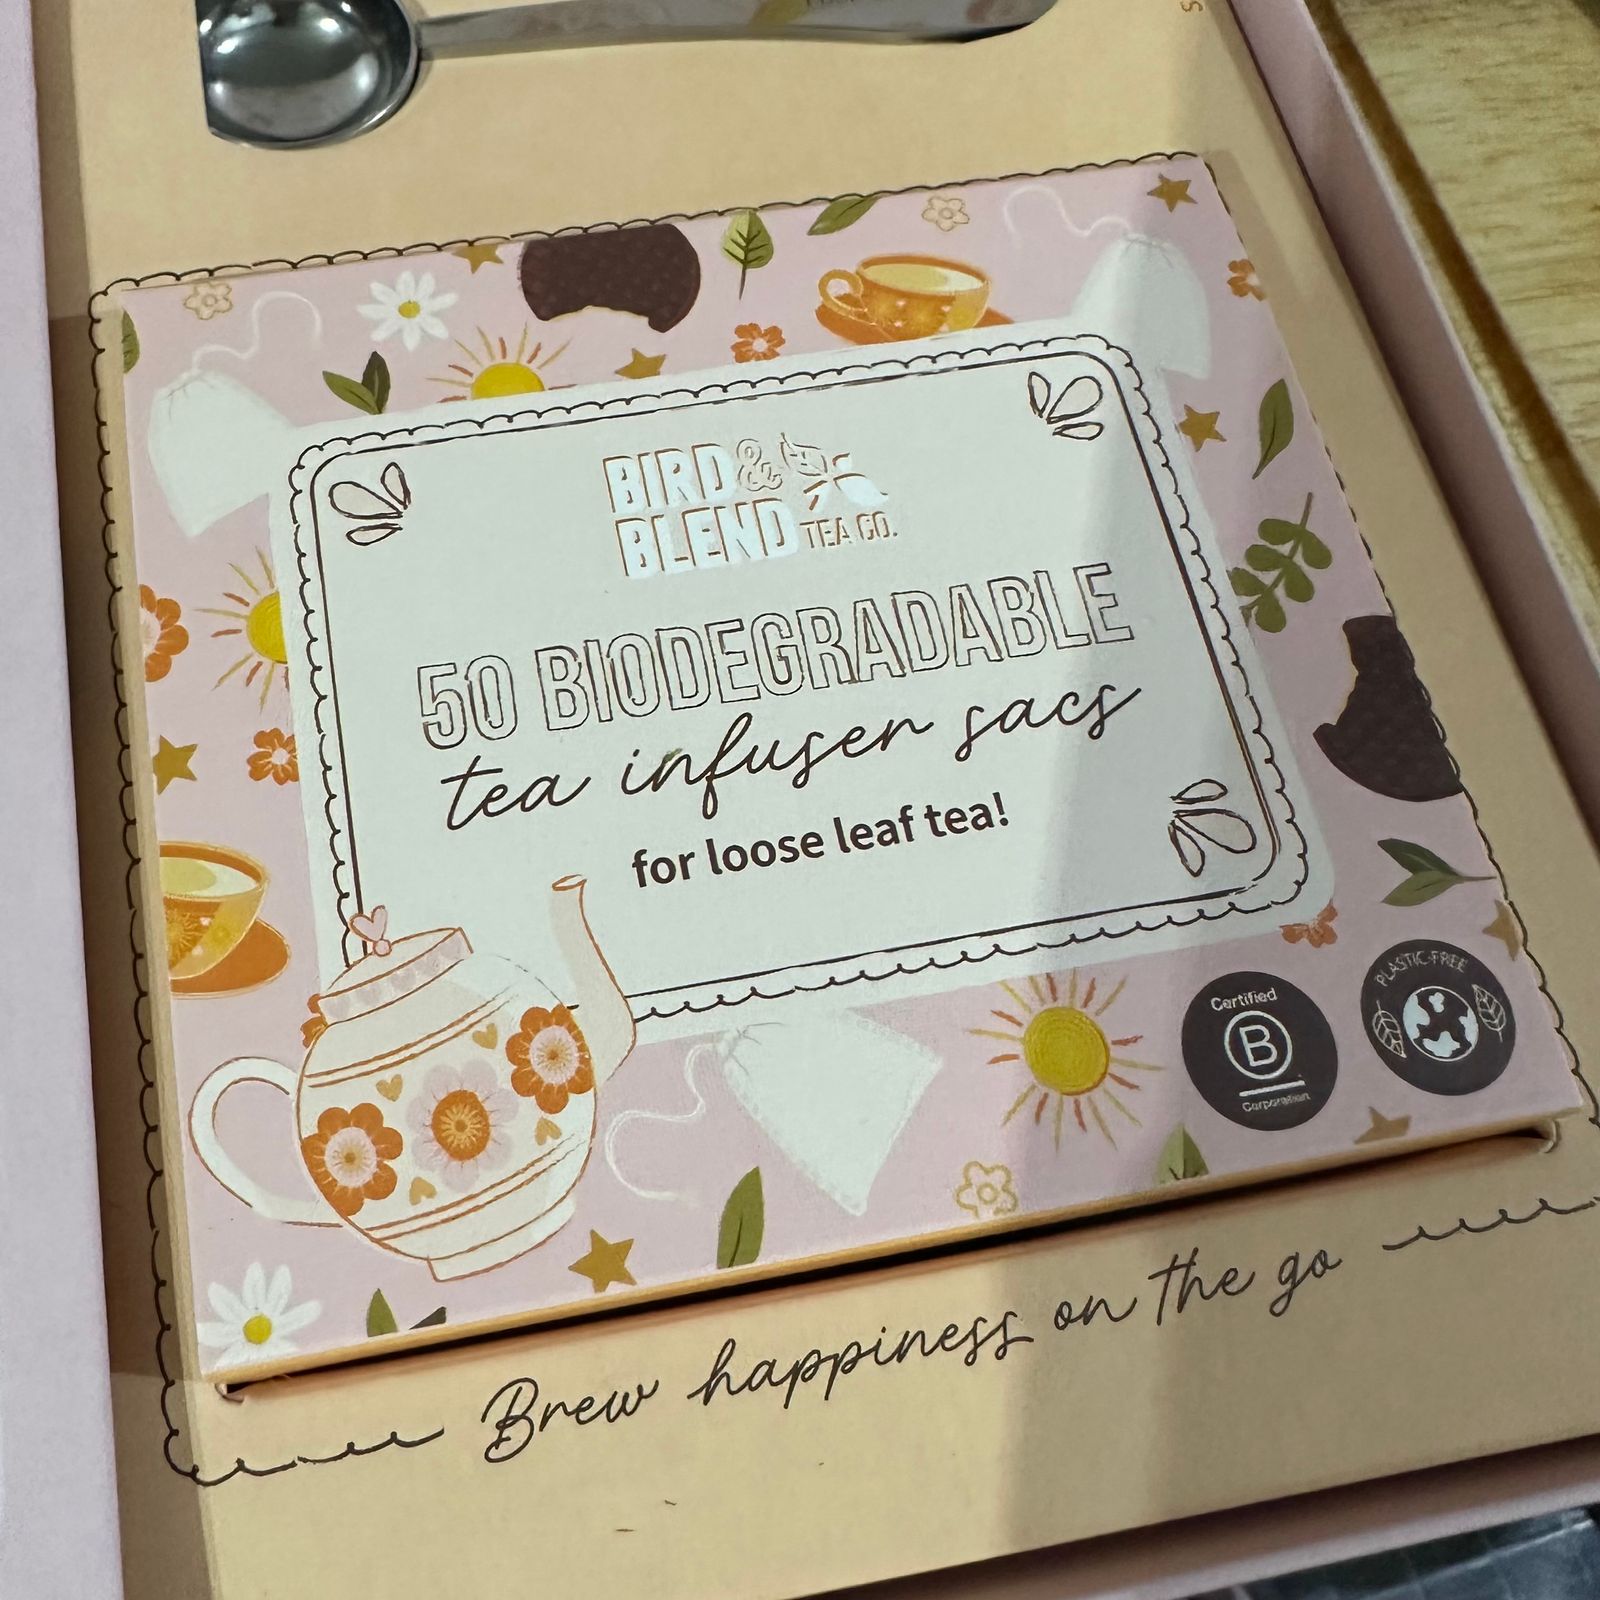 BIRD &
BLEND TEA CO.
50 BIODEGRADABLE
tea infuser sacs
for loose leaf tea!
Certified
B
Corporation
PLASTIC-FREE
Brew happiness on the go